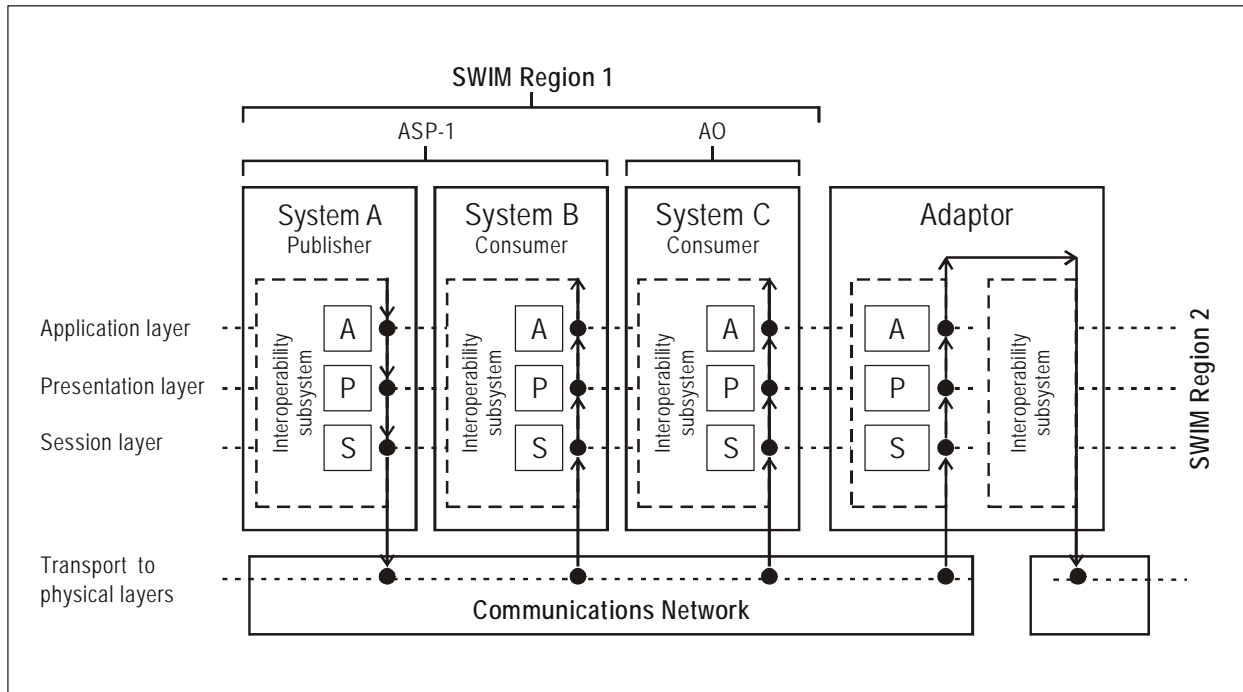 SWIM Region 1
ASP-1
AO
System A
Publisher
System B
Consumer
System C
Consumer
Adaptor
Application layer
Presentation layer
Session layer
Interoperability
subsystem
A
P
S
Interoperability
subsystem
A
P
S
Interoperability
subsystem
A
P
S
Interoperability
subsystem
A
P
S
Interoperability
subsystem
SWIM Region 2
Transport to
physical layers
Communications Network